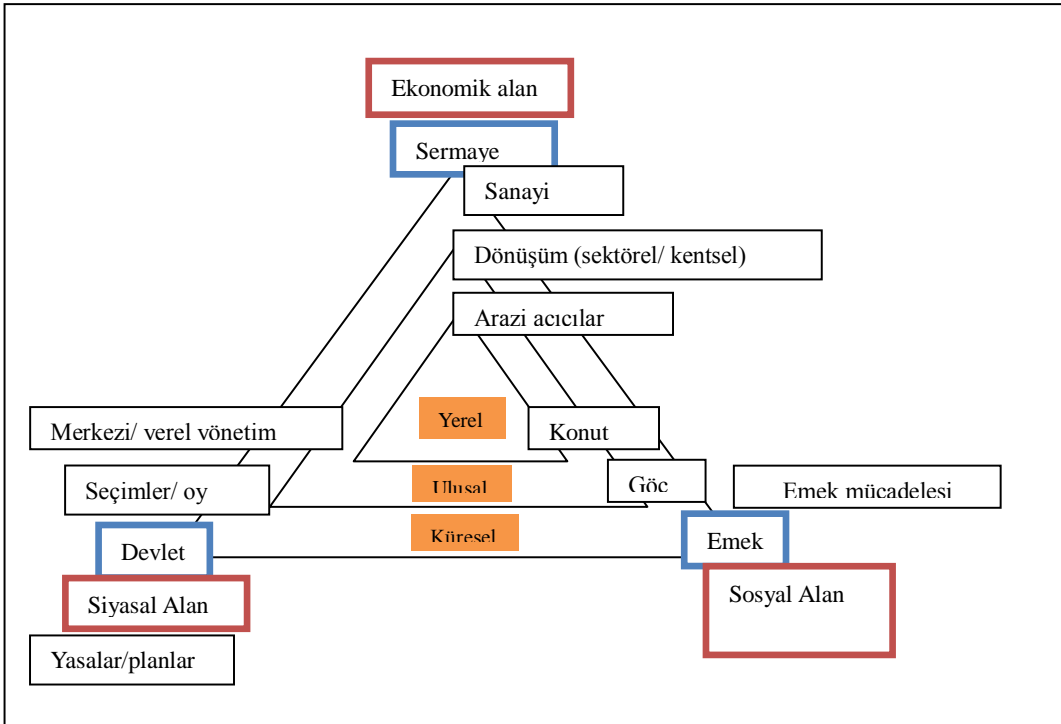 Ekonomik alan
Sermaye
Sanayi
Dönüşüm (sektörel/ kentsel)
Arazi acıcılar
Yerel
Merkezi/ verel vönetim
Konut
Ulusal
Göc
Seçimler/ oy
Emek mücadelesi
Küresel
Devlet
Emek
Siyasal Alan
Sosyal Alan
Yasalar/planlar